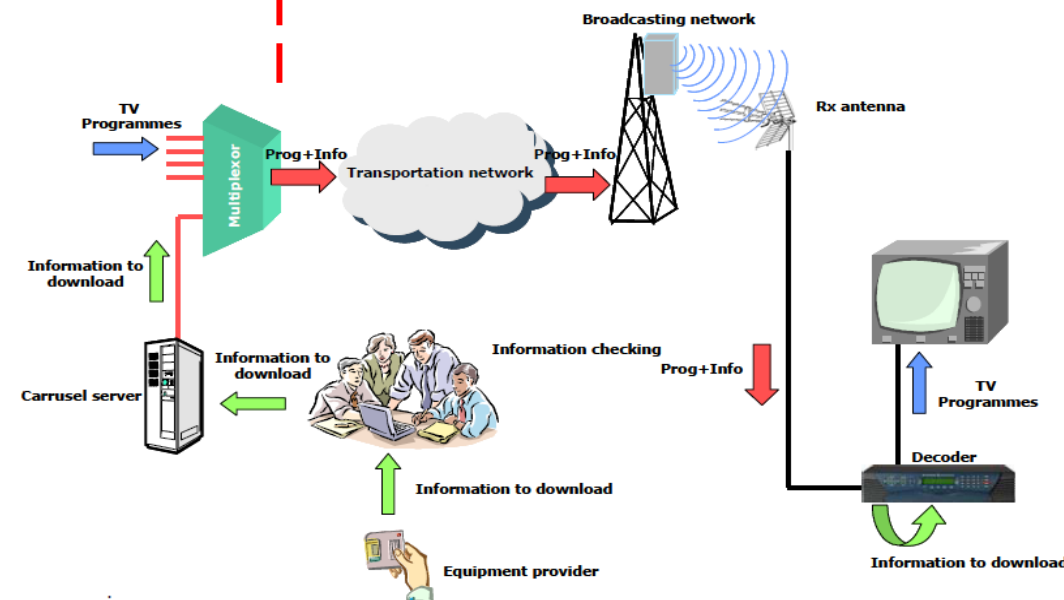 Broadcasting network
TV
Programmes
Rx antenna
Multiplexor
Prog+Info
Transportation network
Prog+Info
Information to
download
Information to
download
Information checking
Prog+Info
Carrusel server
TV
Programmes
Decoder
Information to download
Equipment provider
Information to download